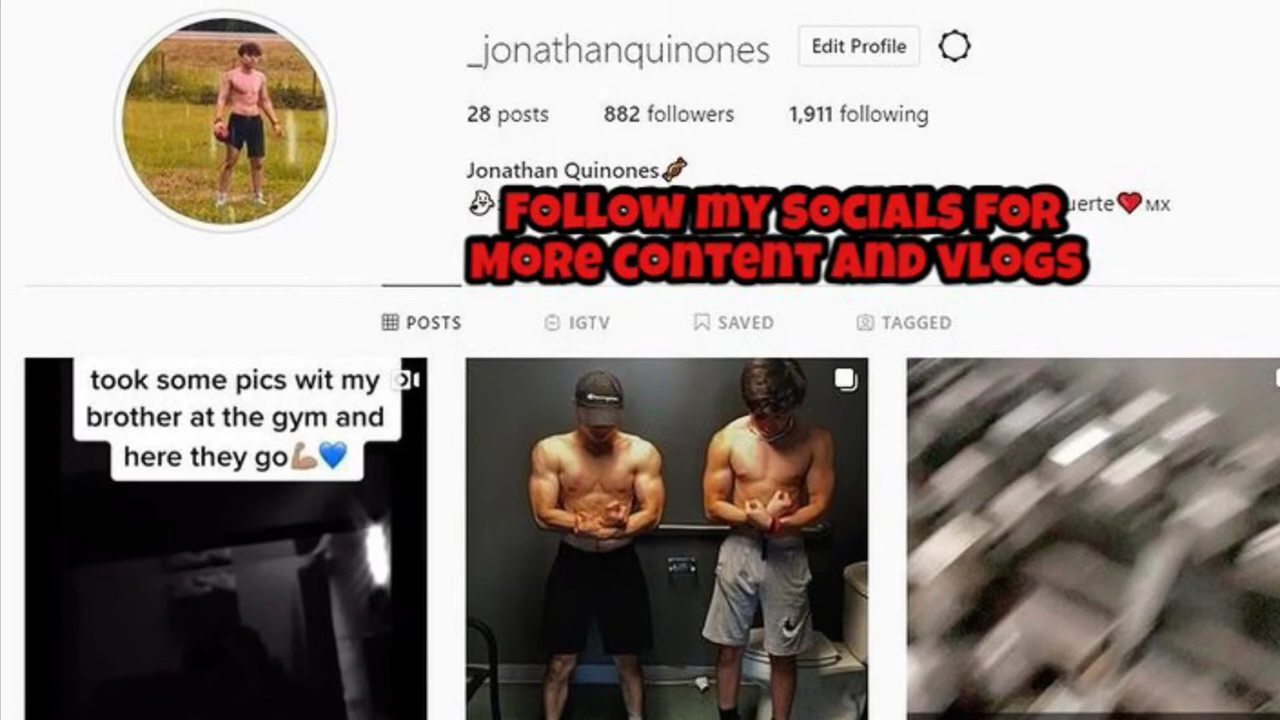 _jonathanquinones Edit Profile
28 posts 882 followers 1,911 following
Jonathan Quinones
FOLLOW MY SOCIALS FOR
MORE CONTENT AND VLOGS
MX
POSTS IGTV SAVED TAGGED
took some pics wit my
brother at the gym and
here they go💪🏽💙
Champion